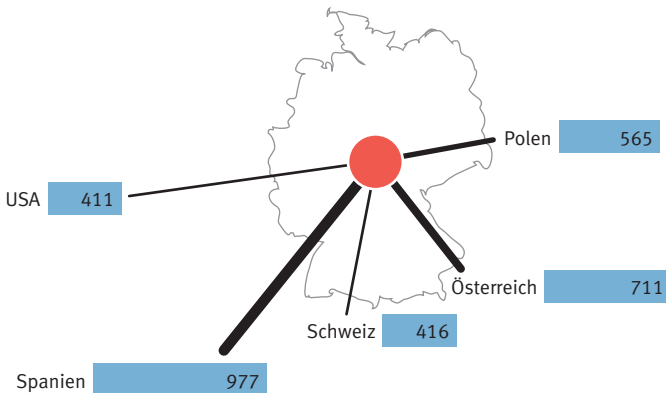 Polen 565
USA 411
Österreich 711
Schweiz 416
Spanien 977